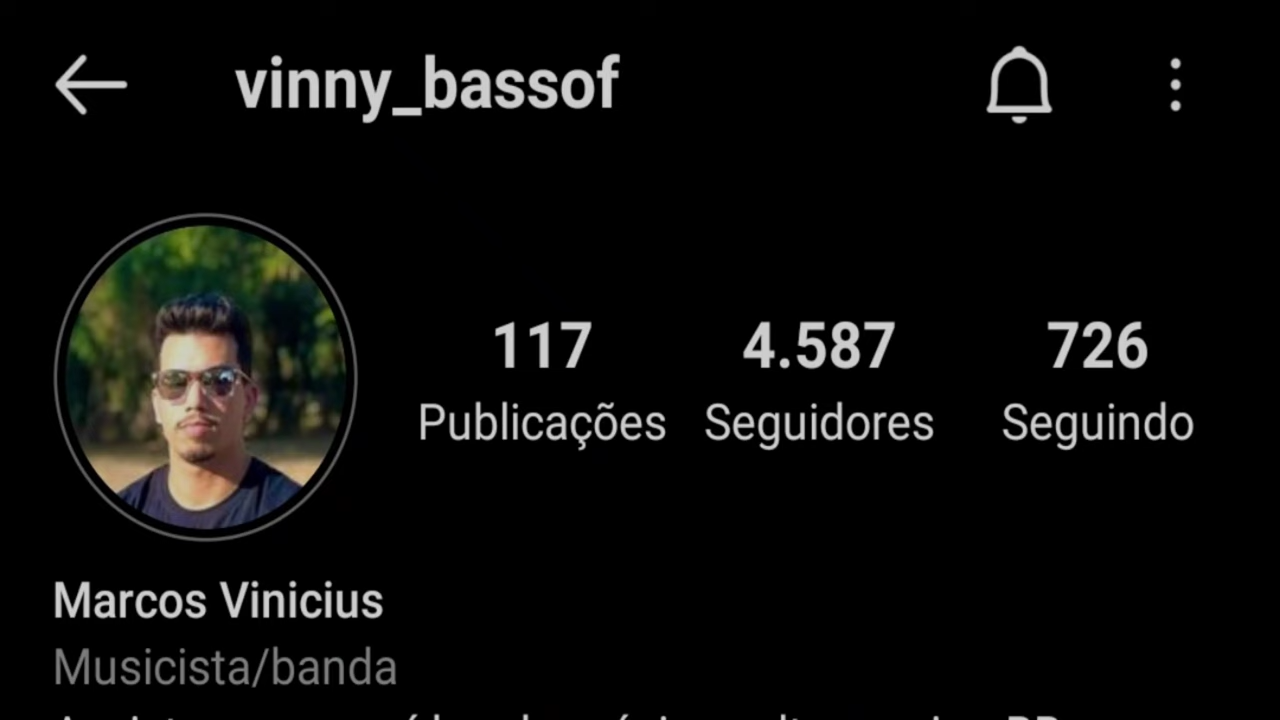 vinny_bassof
117 4.587 726
Publicações Seguidores Seguindo
Marcos Vinicius
Musicista/banda